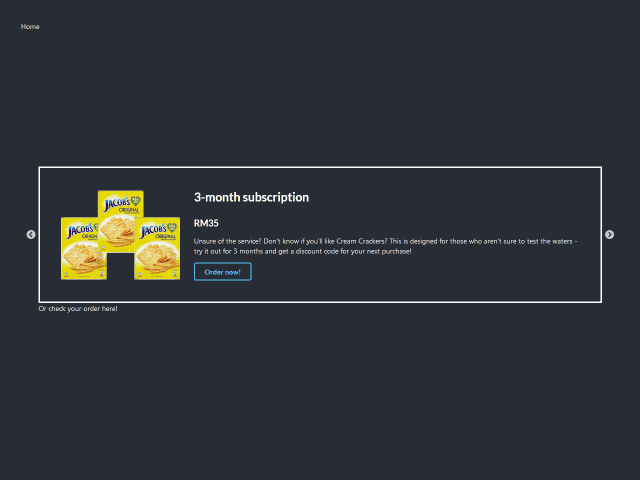 Home
3-month subscription
RM35
Unsure of the service? Don't know if you'll like Cream Crackers? This is designed for those who aren't sure to test the waters -
try it out for 3 months and get a discount code for your next purchase!
Order now!
Or check your order here!
JACOB'S
ORIGINAL
JACOB'S
ORIGINAL
JACOB'S
ORIGINAL